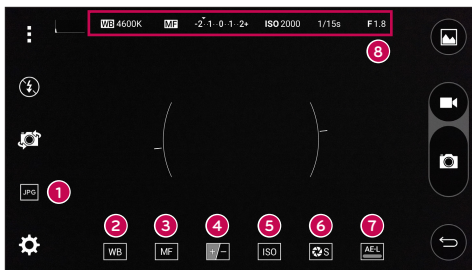 WB 4600K MF -2··1··0··1··2+ ISO 2000 1/15s F1.8
8
JPG 1
2 3 4 5 6 7
WB MF +/- ISO S AE-L